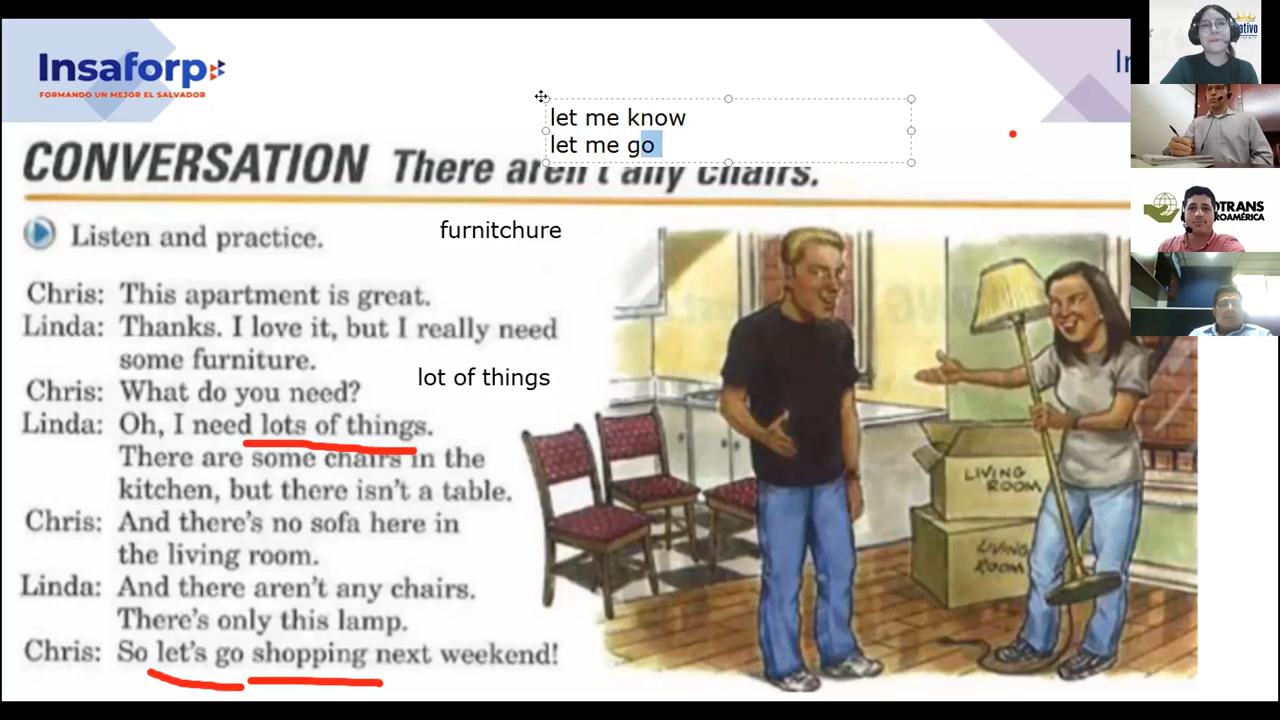 Insaforp
FORMANDO UN MEJOR EL SALVADOR
let me know
let me go
CONVERSATION There aren't any chairs.
furnitchure
Listen and practice.
Chris: This apartment is great.
Linda: Thanks. I love it, but I really need
some furniture.
lot of things
Chris: What do you need?
Linda: Oh, I need lots of things.
There are some chairs in the
kitchen, but there isn't a table.
Chris: And there's no sofa here in
the living room.
Linda: And there aren't any chairs.
There's only this lamp.
Chris: So let's go shopping next weekend!
LIVING
ROOM
LIVING
ROOM